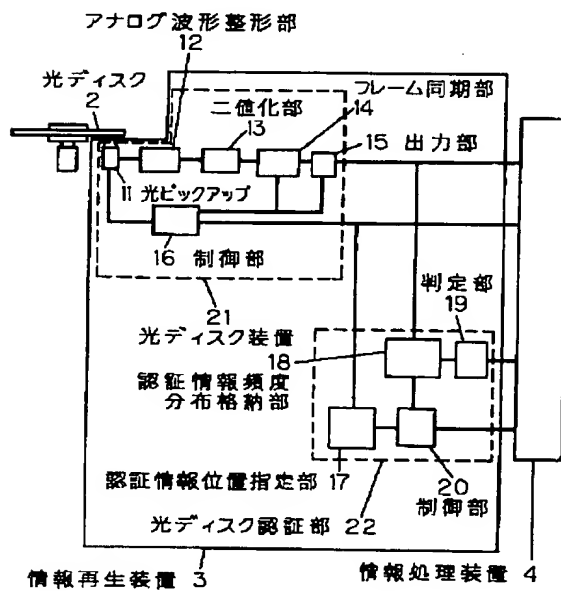 アナログ波形整形部
12
光ディスク
2
フレーム同期部
二値化部
13
14
15 出力部
11 光ピックアップ
16 制御部
21
光ディスク装置
判定部
19
18
認証情報頻度
分布格納部
認証情報位置指定部 17
20
制御部
光ディスク認証部 22
情報再生装置 3
情報処理装置 4